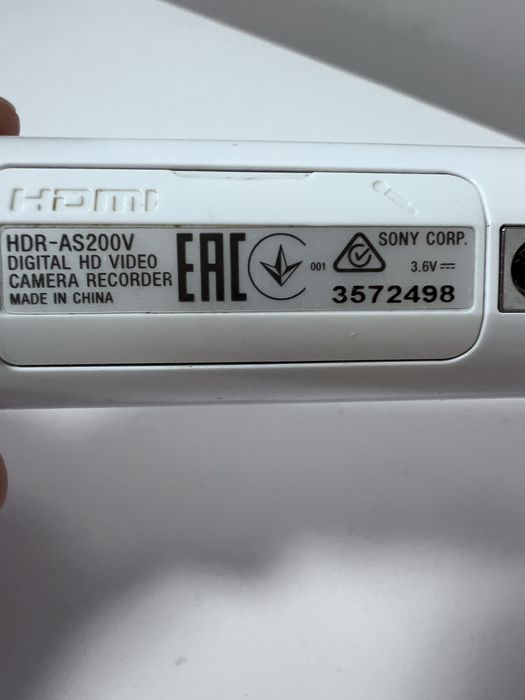 HDMI
HDR-AS200V
DIGITAL HD VIDEO
CAMERA RECORDER
MADE IN CHINA
EAC
001
SONY CORP.
3.6V
3572498